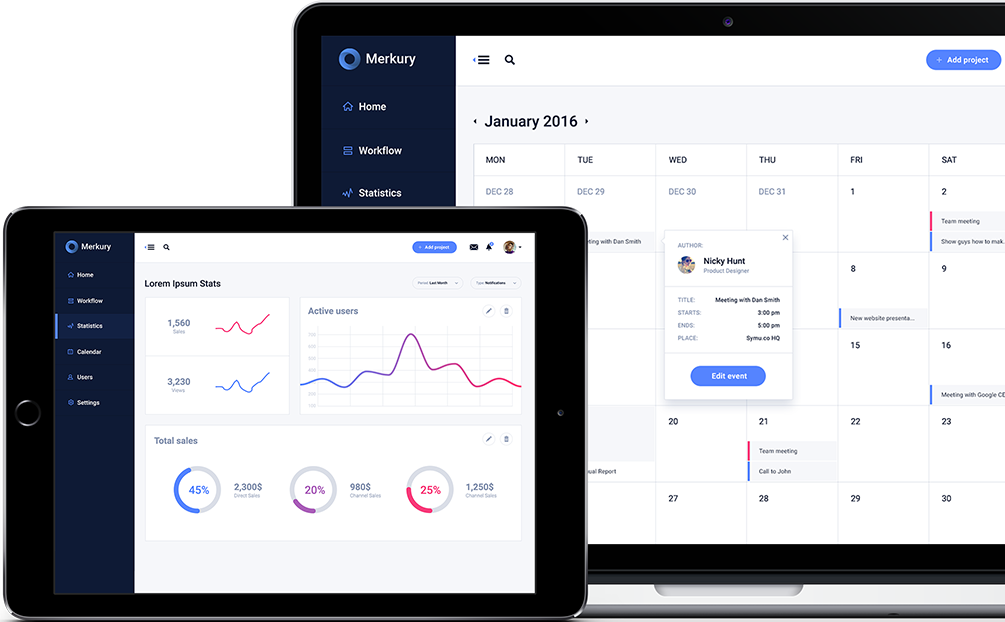 Merkury
+ Add project
Home
Workflow
Statistics
January 2016
MON TUE WED THU FRI SAT
DEC 28 DEC 29 DEC 30 DEC 31 1 2
Team meeting
Show guys how to mak
ting with Dan Smith
AUTHOR:
Nicky Hunt
Product Designer
TITLE: Meeting with Dan Smith
STARTS: 3:00 pm
ENDS: 5:00 pm
PLACE: Symu.co HQ
Edit event
8 9
New website presenta...
15 16
Meeting with Google CE
20 21 22 23
Team meeting
Call to John
ual Report
27 28 29 30
Merkury
+ Add project
Home
Workflow
Statistics
Calendar
Users
Settings
Lorem Ipsum Stats
Period: Last Month
Type: Notifications
1,560
Sales
3,230
Views
Active users
Total sales
45%
2,300$
Direct Sales
20%
980$
Channel Sales
25%
1,250$
Channel Sales